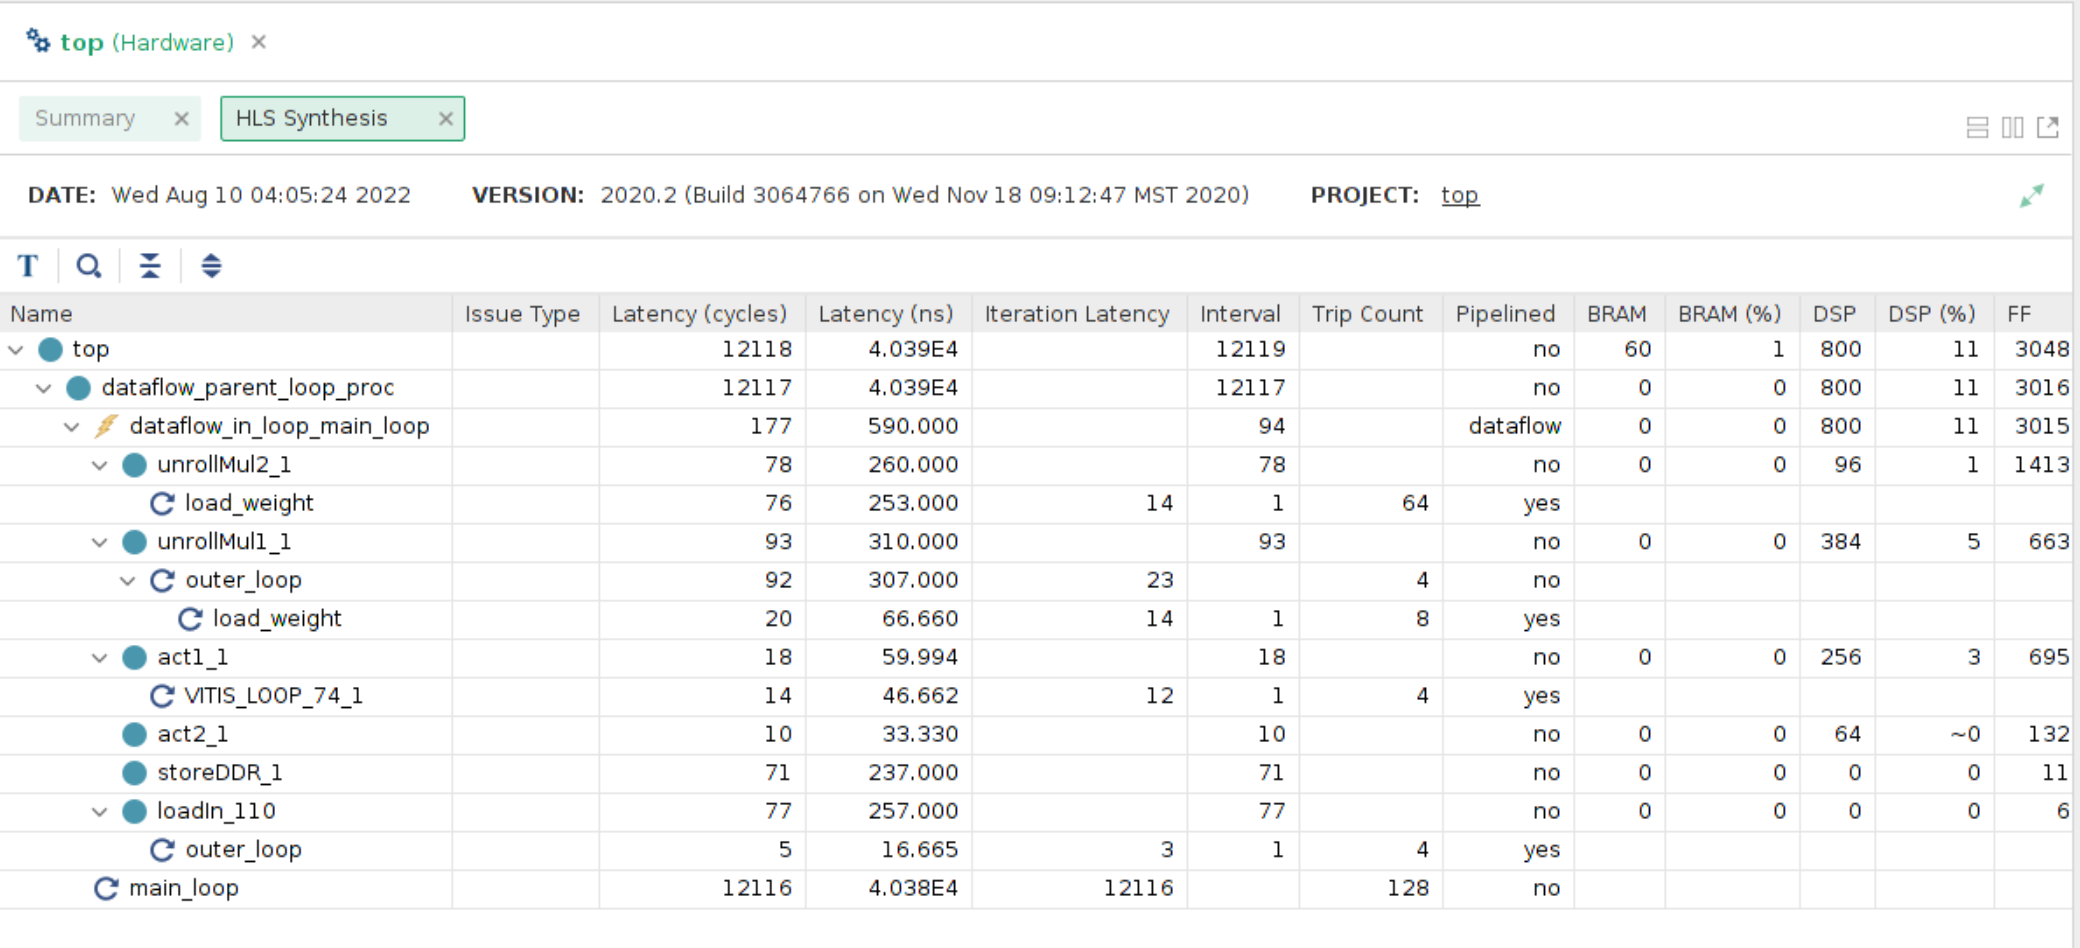 top (Hardware) ×
Summary × HLS Synthesis ×
DATE: Wed Aug 10 04:05:24 2022 VERSION: 2020.2 (Build 3064766 on Wed Nov 18 09:12:47 MST 2020) PROJECT: top
T
Name Issue Type Latency (cycles) Latency (ns) Iteration Latency Interval Trip Count Pipelined BRAM BRAM (%) DSP DSP (%) FF
top 12118 4.039E4 12119 no 60 1 800 11 3048
dataflow_parent_loop_proc 12117 4.039E4 12117 no 0 0 800 11 3016
dataflow_in_loop_main_loop 177 590.000 94 dataflow 0 0 800 11 3015
unrollMul2_1 78 260.000 78 no 0 0 96 1 1413
load_weight 76 253.000 14 1 64 yes
unrollMul1_1 93 310.000 93 no 0 0 384 5 663
outer_loop 92 307.000 23 4 no
load_weight 20 66.660 14 1 8 yes
act1_1 18 59.994 18 no 0 0 256 3 695
VITIS_LOOP_74_1 14 46.662 12 1 4 yes
act2_1 10 33.330 10 no 0 0 64 ~0 132
storeDDR_1 71 237.000 71 no 0 0 0 0 11
loadIn_110 77 257.000 77 no 0 0 0 0 6
outer_loop 5 16.665 3 1 4 yes
main_loop 12116 4.038E4 12116 128 no